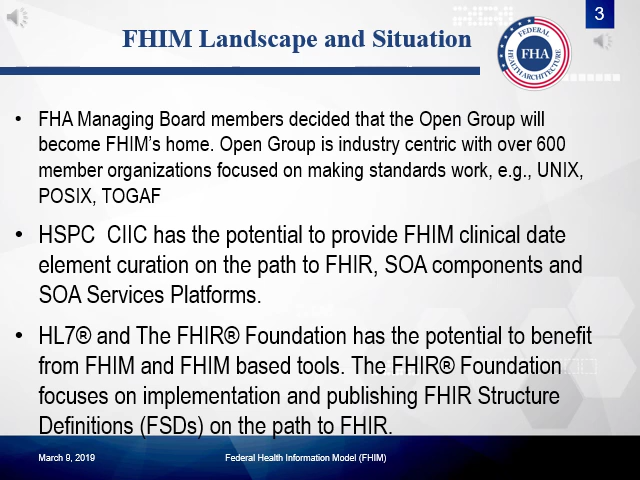 3
FHIM Landscape and Situation
FEDERAL
FHA
HEALTH ARCHITECTURE
• FHA Managing Board members decided that the Open Group will
become FHIM's home. Open Group is industry centric with over 600
member organizations focused on making standards work, e.g., UNIX,
POSIX, TOGAF
• HSPC CIIC has the potential to provide FHIM clinical date
element curation on the path to FHIR, SOA components and
SOA Services Platforms.
• HL7® and The FHIR® Foundation has the potential to benefit
from FHIM and FHIM based tools. The FHIR® Foundation
focuses on implementation and publishing FHIR Structure
Definitions (FSDs) on the path to FHIR.
March 9, 2019
Federal Health Information Model (FHIM)